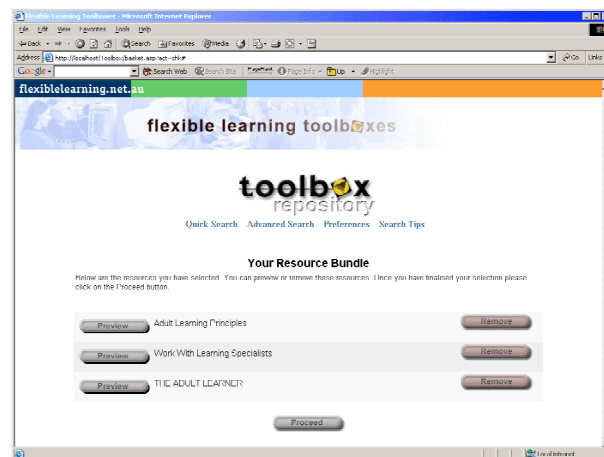 Flexible Learning Toolboxes - Microsoft Internet Explorer
File Edit View Favorites Tools Help
Back Search Favorites Media
Address http://localhost/Toolbox/basket.asp?act=chk# Go Links
Google Search Web Search Site PageRank Page Info Up Highlight
flexiblelearning.net.au
flexible learning toolboxes
toolbox
repository
Quick Search Advanced Search Preferences Search Tips
Your Resource Bundle
Below are the resources you have selected. You can preview or remove these resources. Once you have finalised your selection please
click on the Proceed button.
Preview Adult Learning Principles Remove
Preview Work With Learning Specialists Remove
Preview THE ADULT LEARNER Remove
Proceed
Local intranet